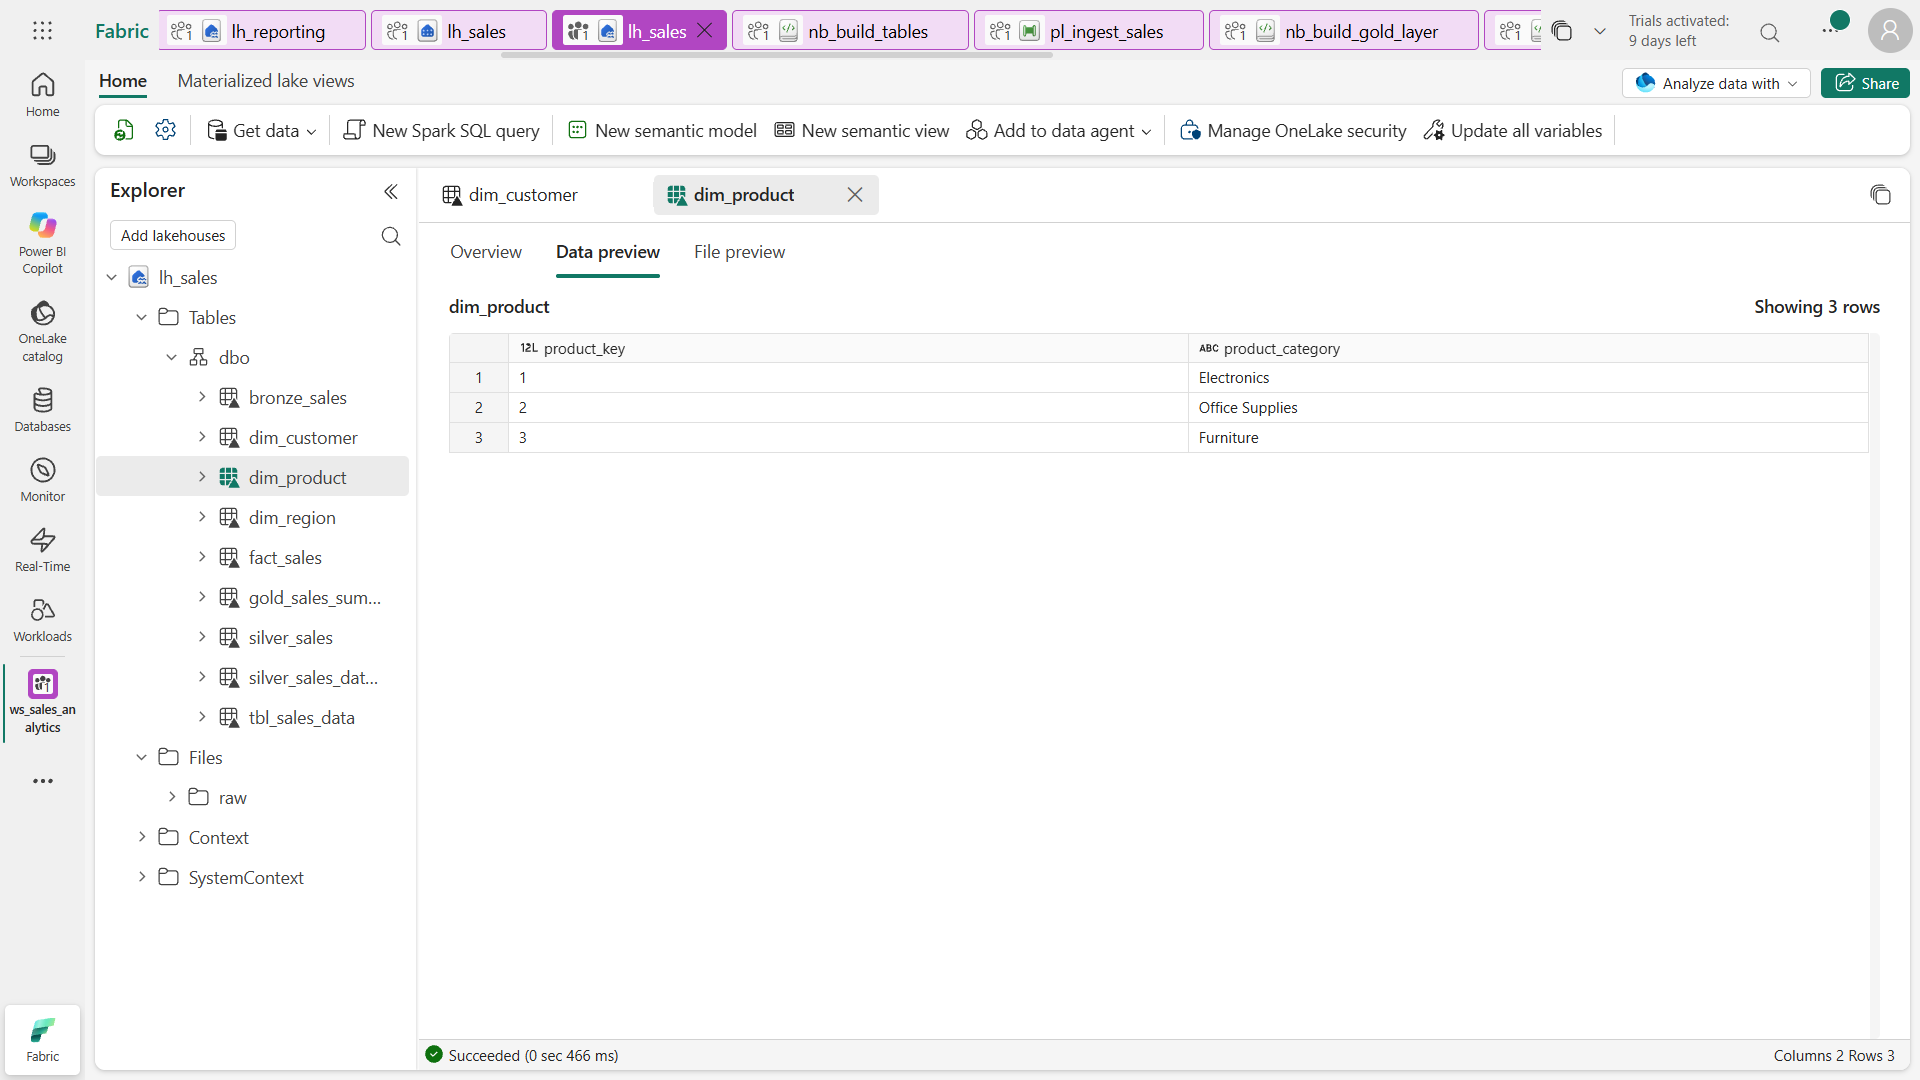 Fabric
lh_reporting
lh_sales
lh_sales
nb_build_tables
pl_ingest_sales
nb_build_gold_layer
Trials activated:
9 days left
Home
Materialized lake views
Analyze data with
Share
Get data
New Spark SQL query
New semantic model
New semantic view
Add to data agent
Manage OneLake security
Update all variables
Home
Workspaces
Power BI
Copilot
OneLake
catalog
Databases
Monitor
Real-Time
Workloads
ws_sales_an
alytics
Fabric
Explorer
Add lakehouses
lh_sales
Tables
dbo
bronze_sales
dim_customer
dim_product
dim_region
fact_sales
gold_sales_sum...
silver_sales
silver_sales_dat...
tbl_sales_data
Files
raw
Context
SystemContext
dim_customer
dim_product
Overview
Data preview
File preview
dim_product
Showing 3 rows
12L product_key
ABC product_category
1 1 Electronics
2 2 Office Supplies
3 3 Furniture
Succeeded (0 sec 466 ms)
Columns 2 Rows 3